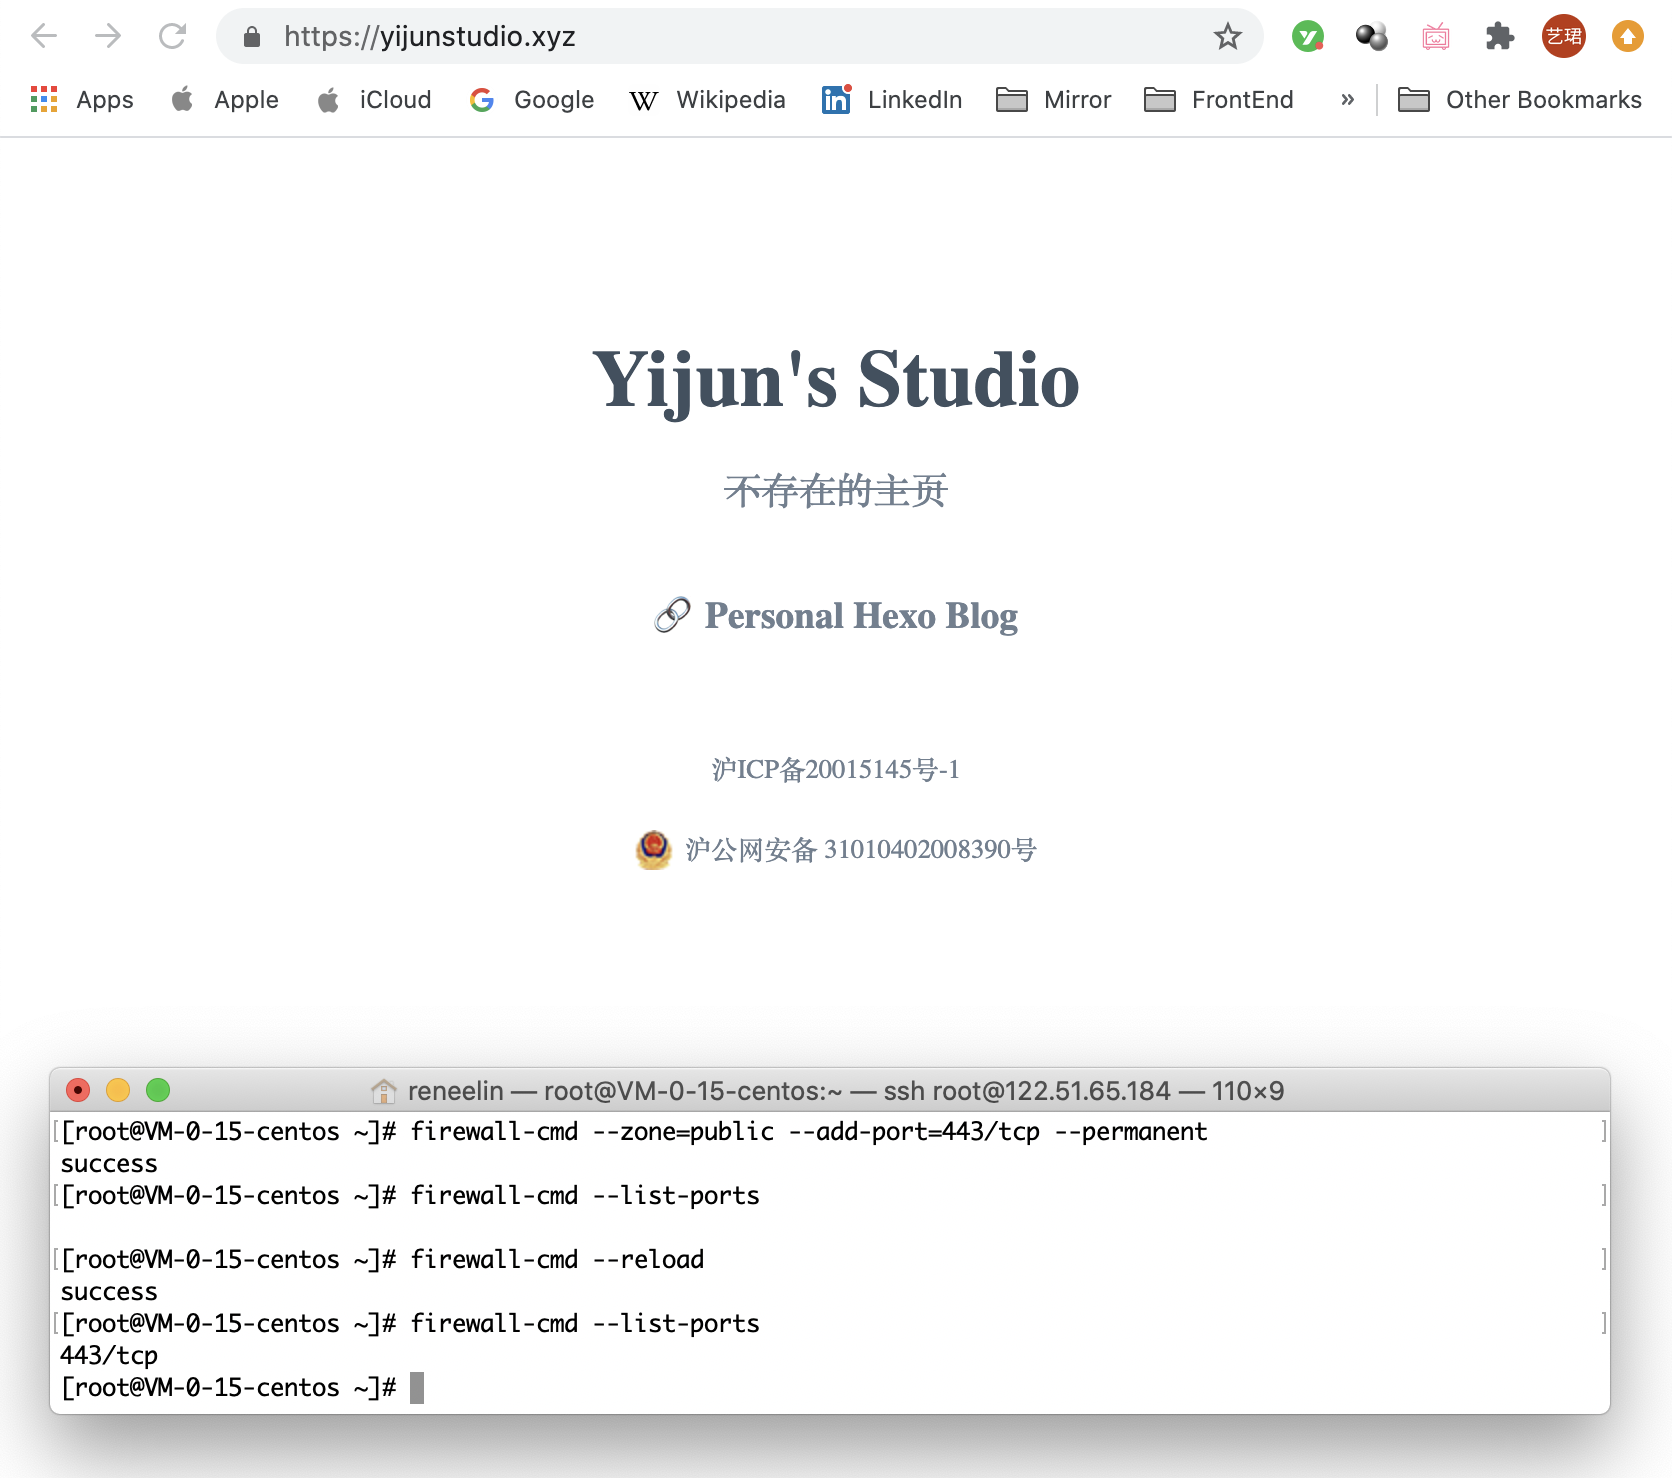 https://yijunstudio.xyz
艺珺
Apps Apple iCloud Google Wikipedia LinkedIn Mirror FrontEnd » Other Bookmarks
Yijun's Studio
不存在的主页
Personal Hexo Blog
沪ICP备20015145号-1
沪公网安备 31010402008390号
reneelin — root@VM-0-15-centos:~ — ssh root@122.51.65.184 — 110×9
[root@VM-0-15-centos ~]# firewall-cmd --zone=public --add-port=443/tcp --permanent
success
[root@VM-0-15-centos ~]# firewall-cmd --list-ports
[root@VM-0-15-centos ~]# firewall-cmd --reload
success
[root@VM-0-15-centos ~]# firewall-cmd --list-ports
443/tcp
[root@VM-0-15-centos ~]#